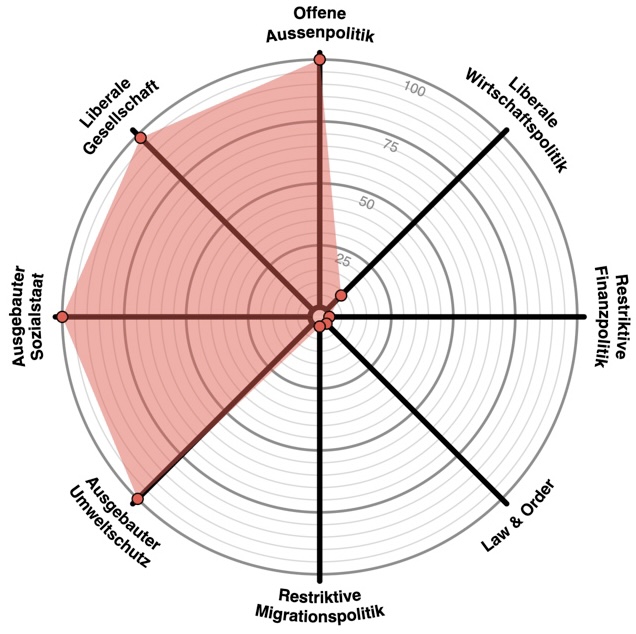 Offene
Aussenpolitik
Liberale
Wirtschaftspolitik
Restriktive
Finanzpolitik
Law & Order
Restriktive
Migrationspolitik
Ausgebauter
Umweltschutz
Ausgebauter
Sozialstaat
Liberale
Gesellschaft
100
75
50
25